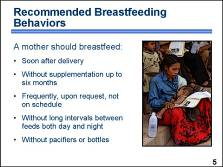 Recommended Breastfeeding
Behaviors
A mother should breastfeed:
• Soon after delivery
• Without supplementation up to
six months
• Frequently, upon request, not
on schedule
• Without long intervals between
feeds both day and night
• Without pacifiers or bottles
5